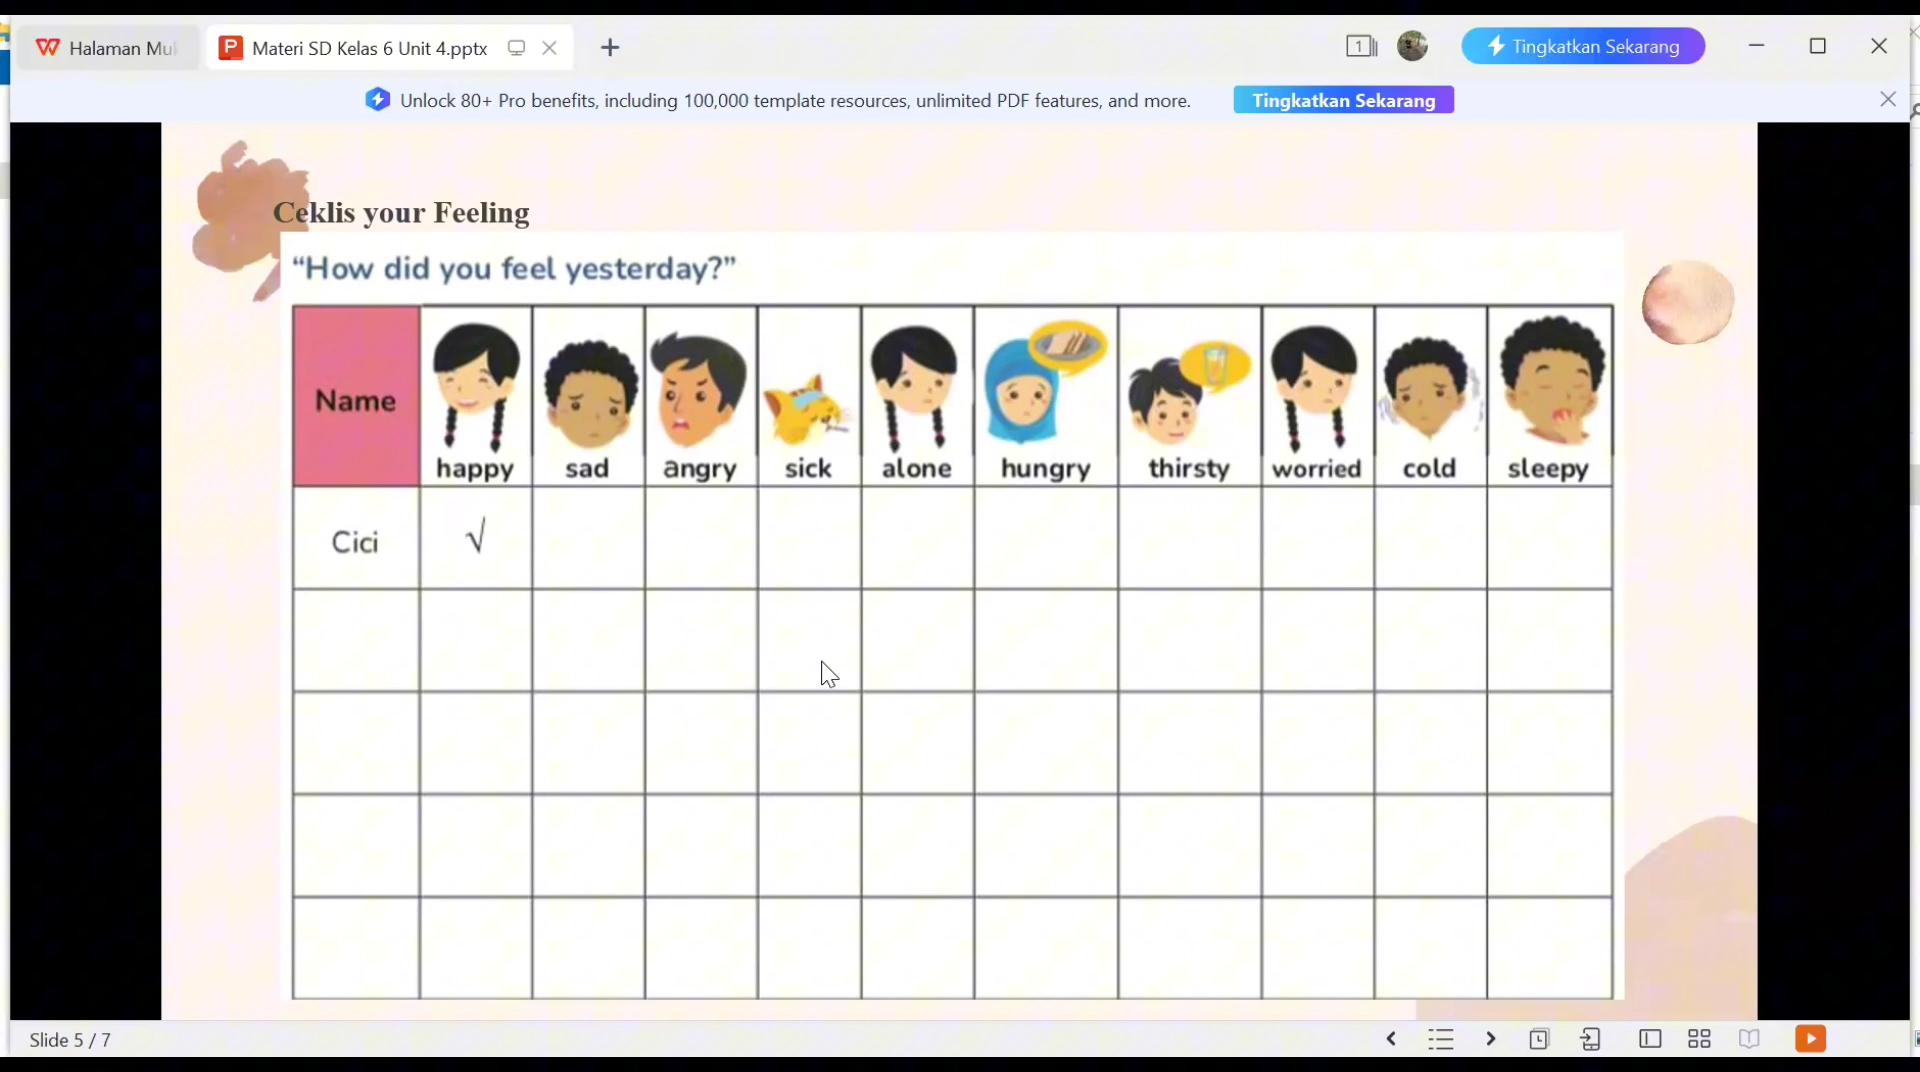 Halaman Mu
Materi SD Kelas 6 Unit 4.pptx
1
Tingkatkan Sekarang
Unlock 80+ Pro benefits, including 100,000 template resources, unlimited PDF features, and more.
Tingkatkan Sekarang
Ceklis your Feeling
“How did you feel yesterday?”
Name
happy
sad
angry
sick
alone
hungry
thirsty
worried
cold
sleepy
Cici
√
Slide 5 / 7